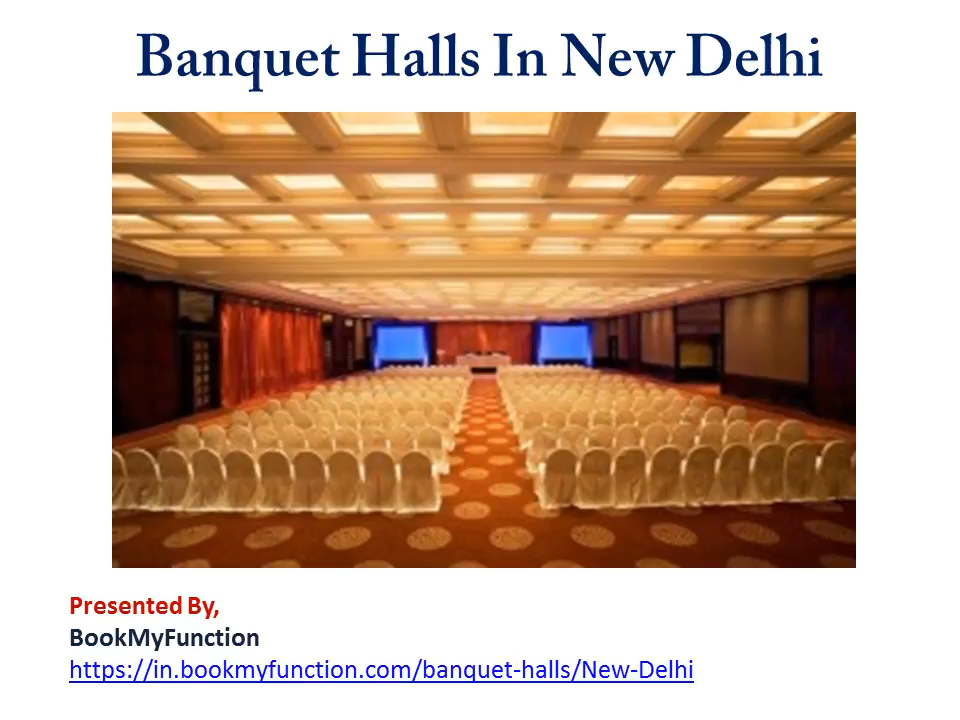 Banquet Halls In New Delhi
Presented By,
BookMyFunction
https://in.bookmyfunction.com/banquet-halls/New-Delhi